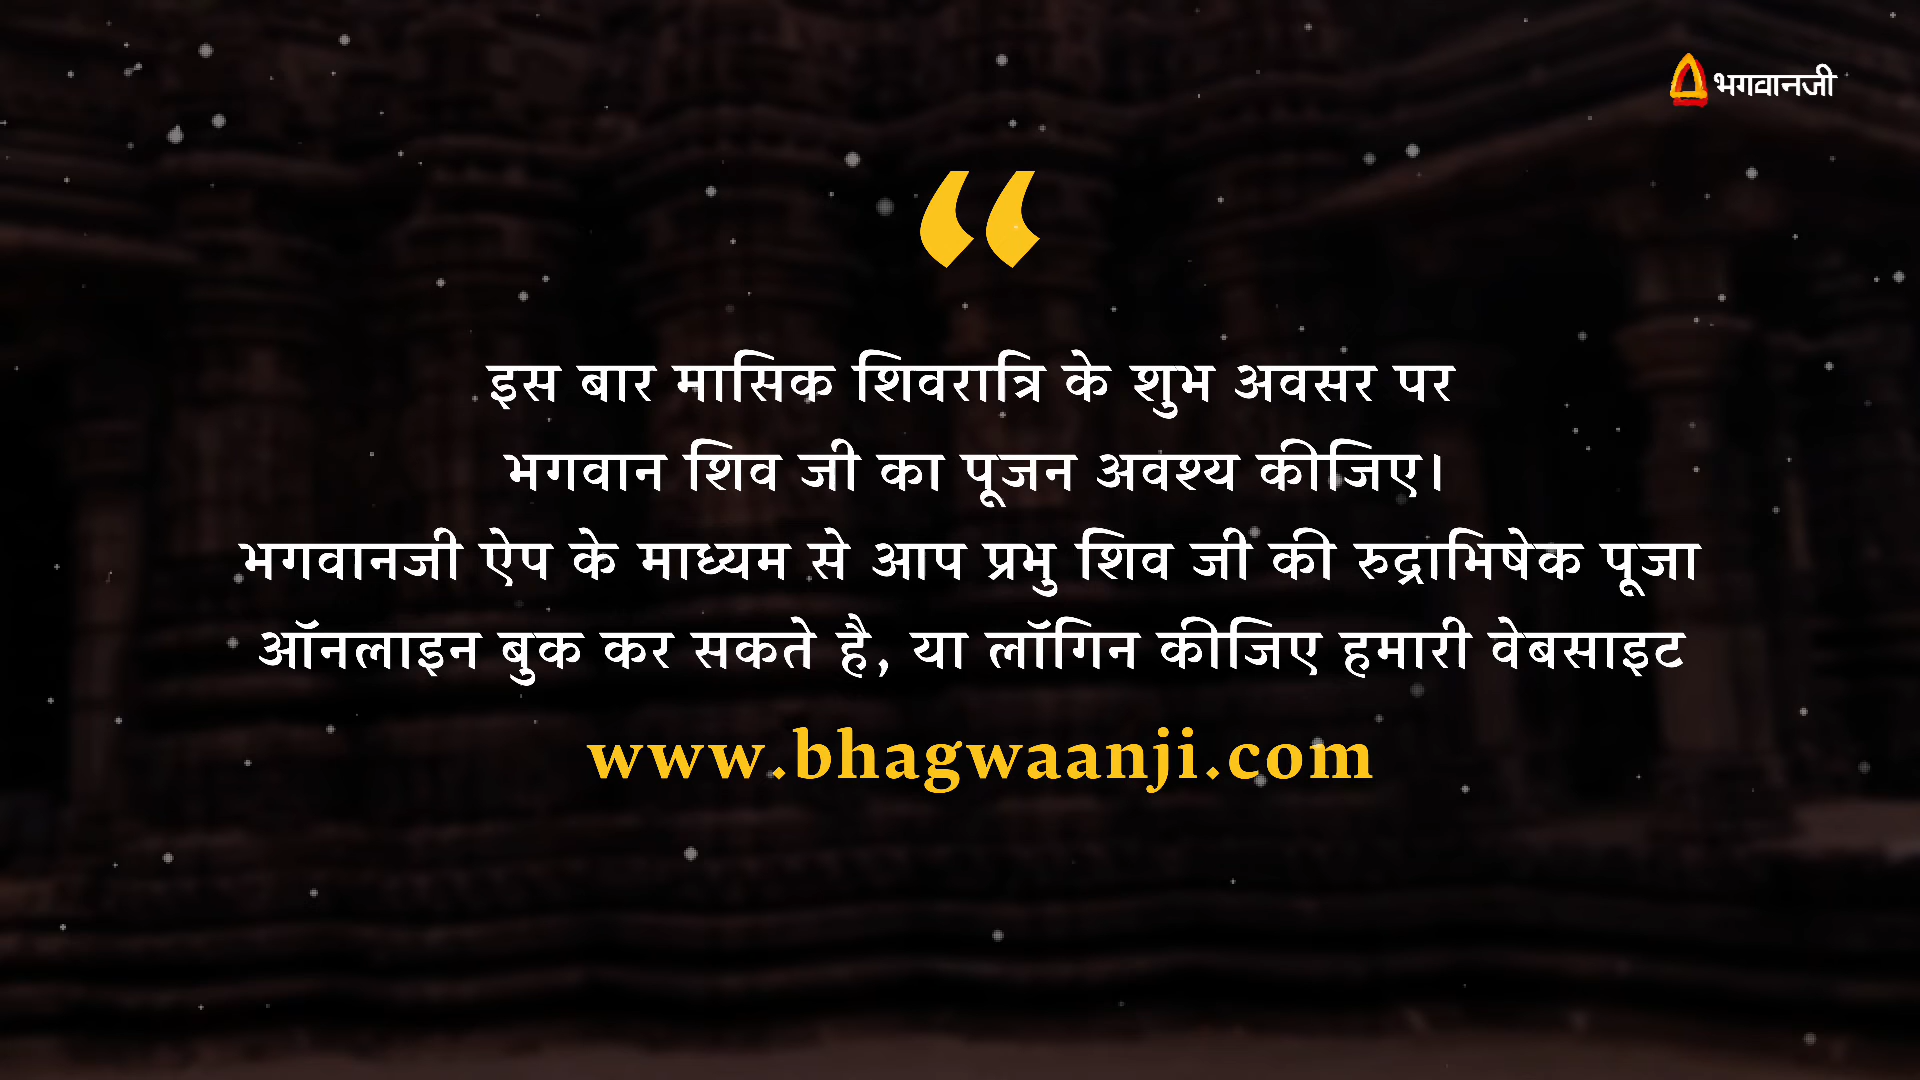 भगवानजी
“
इस बार मासिक शिवरात्रि के शुभ अवसर पर
भगवान शिव जी का पूजन अवश्य कीजिए।
भगवानजी ऐप के माध्यम से आप प्रभु शिव जी की रुद्राभिषेक पूजा
ऑनलाइन बुक कर सकते है, या लॉगिन कीजिए हमारी वेबसाइट
www.bhagwaanji.com